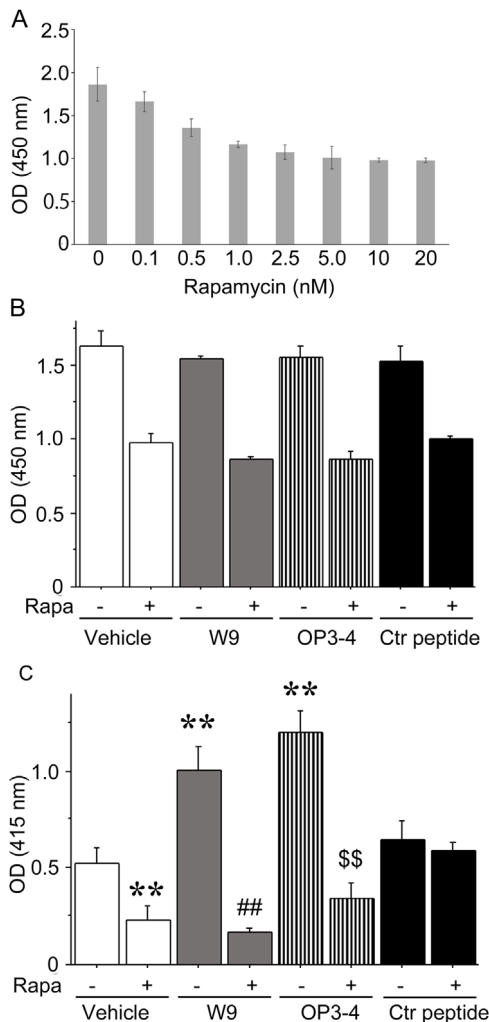 A
OD (450 nm)
2.5
2.0
1.5
1.0
0.5
0
0 0.1 0.5 1.0 2.5 5.0 10 20
Rapamycin (nM)
B
OD (450 nm)
1.5
1.0
0.5
0
Rapa - + - + - + - +
Vehicle W9 OP3-4 Ctr peptide
C
OD (415 nm)
1.0
0.5
0
** ** ** ## $$
Rapa - + - + - + - +
Vehicle W9 OP3-4 Ctr peptide